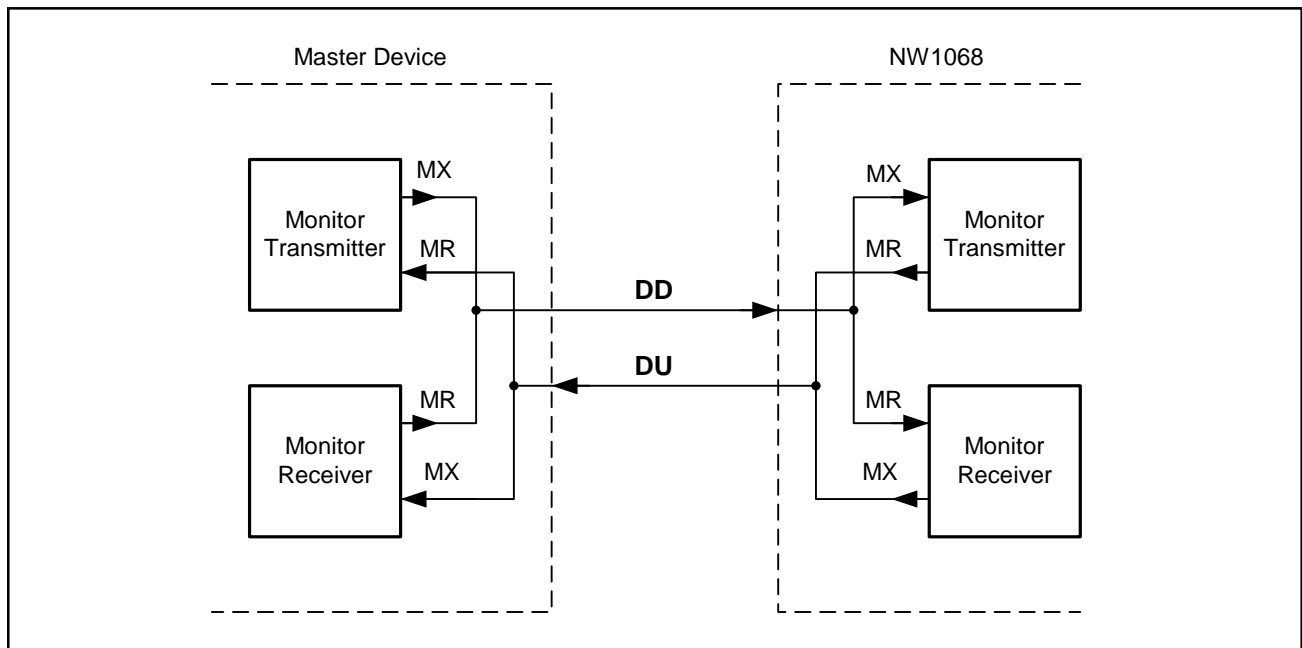 Master Device
NW1068
Monitor
Transmitter
MX
MR
MX
MR
Monitor
Transmitter
DD
DU
Monitor
Receiver
MR
MX
MR
MX
Monitor
Receiver